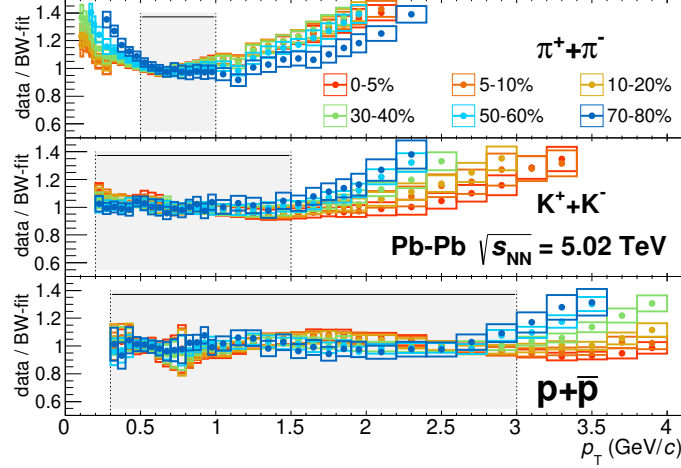 data / BW-fit
1.4
1.2
1
0.8
0.6
π⁺+π⁻
0-5% 5-10% 10-20%
30-40% 50-60% 70-80%
data / BW-fit
1.4
1.2
1
0.8
0.6
K⁺+K⁻
Pb-Pb √sNN = 5.02 TeV
data / BW-fit
1.4
1.2
1
0.8
0.6
p+p̅
0 0.5 1 1.5 2 2.5 3 3.5 4
pT (GeV/c)